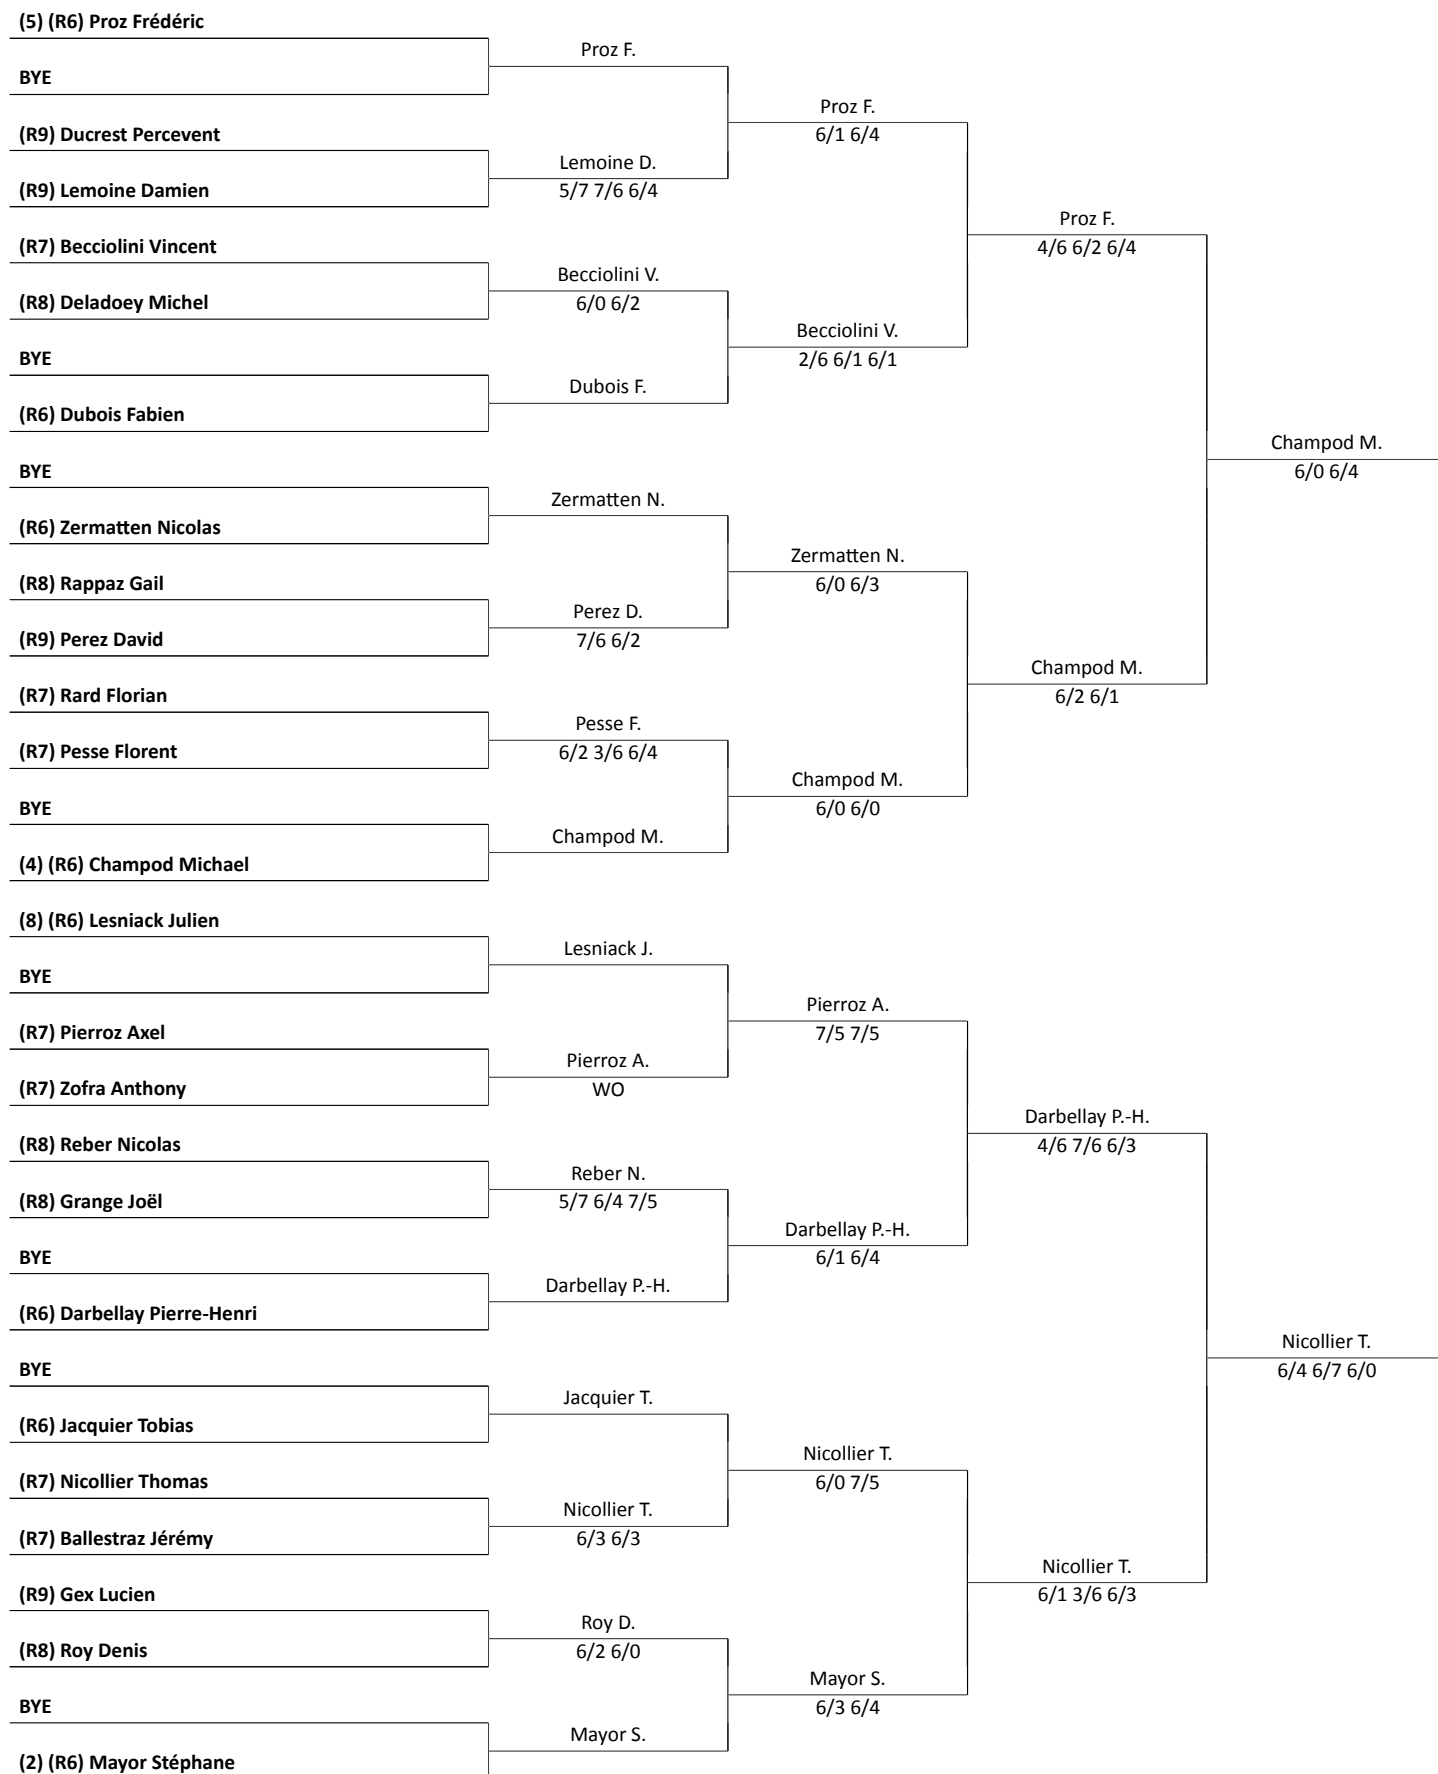 (5) (R6) Proz Frédéric
Proz F.
BYE
Proz F.
(R9) Ducrest Percevent
6/1 6/4
Lemoine D.
(R9) Lemoine Damien
5/7 7/6 6/4
Proz F.
(R7) Becciolini Vincent
4/6 6/2 6/4
Becciolini V.
(R8) Deladoey Michel
6/0 6/2
Becciolini V.
BYE
2/6 6/1 6/1
Dubois F.
(R6) Dubois Fabien
Champod M.
BYE
6/0 6/4
Zermatten N.
(R6) Zermatten Nicolas
Zermatten N.
(R8) Rappaz Gail
6/0 6/3
Perez D.
(R9) Perez David
7/6 6/2
Champod M.
(R7) Rard Florian
6/2 6/1
Pesse F.
(R7) Pesse Florent
6/2 3/6 6/4
Champod M.
BYE
6/0 6/0
Champod M.
(4) (R6) Champod Michael
(8) (R6) Lesniack Julien
Lesniack J.
BYE
Pierroz A.
(R7) Pierroz Axel
7/5 7/5
Pierroz A.
(R7) Zofra Anthony
WO
Darbellay P.-H.
(R8) Reber Nicolas
4/6 7/6 6/3
Reber N.
(R8) Grange Joël
5/7 6/4 7/5
Darbellay P.-H.
BYE
6/1 6/4
Darbellay P.-H.
(R6) Darbellay Pierre-Henri
Nicollier T.
BYE
6/4 6/7 6/0
Jacquier T.
(R6) Jacquier Tobias
Nicollier T.
(R7) Nicollier Thomas
6/0 7/5
Nicollier T.
(R7) Ballestraz Jérémy
6/3 6/3
Nicollier T.
(R9) Gex Lucien
6/1 3/6 6/3
Roy D.
(R8) Roy Denis
6/2 6/0
Mayor S.
BYE
6/3 6/4
Mayor S.
(2) (R6) Mayor Stéphane